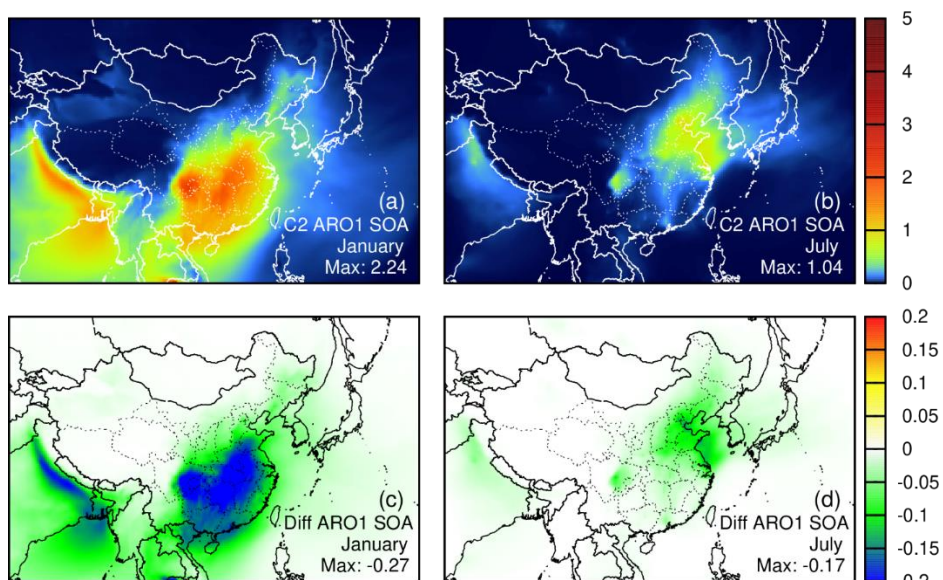 (a)
C2 ARO1 SOA
January
Max: 2.24
(b)
C2 ARO1 SOA
July
Max: 1.04
5
4
3
2
1
0
(c)
Diff ARO1 SOA
January
Max: -0.27
(d)
Diff ARO1 SOA
July
Max: -0.17
0.2
0.15
0.1
0.05
0
-0.05
-0.1
-0.15
-0.2